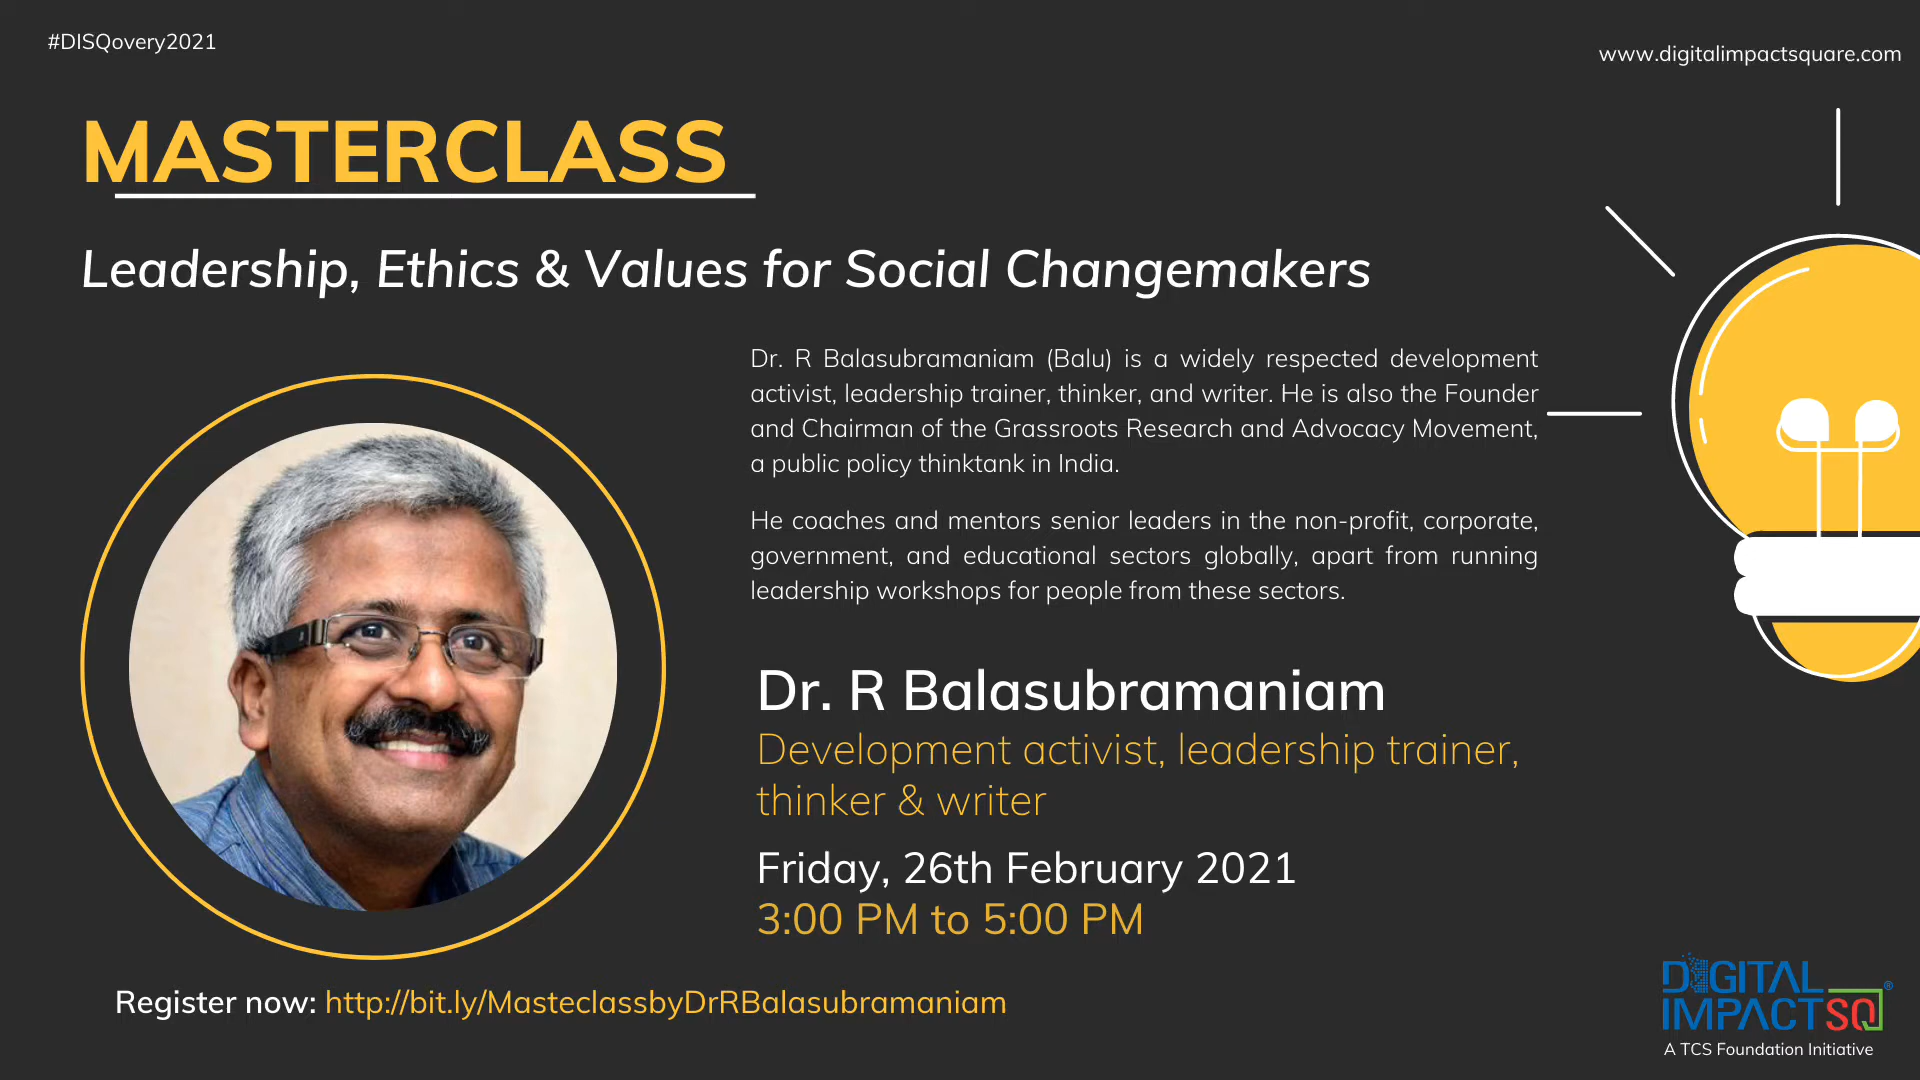 #DISQovery2021
www.digitalimpactsquare.com
MASTERCLASS
Leadership, Ethics & Values for Social Changemakers
Dr. R Balasubramaniam (Balu) is a widely respected development
activist, leadership trainer, thinker, and writer. He is also the Founder
and Chairman of the Grassroots Research and Advocacy Movement,
a public policy thinktank in India.
He coaches and mentors senior leaders in the non-profit, corporate,
government, and educational sectors globally, apart from running
leadership workshops for people from these sectors.
Dr. R Balasubramaniam
Development activist, leadership trainer,
thinker & writer
Friday, 26th February 2021
3:00 PM to 5:00 PM
Register now: http://bit.ly/MasteclassbyDrRBalasubramaniam
DIGITAL®
IMPACTSQ
A TCS Foundation Initiative